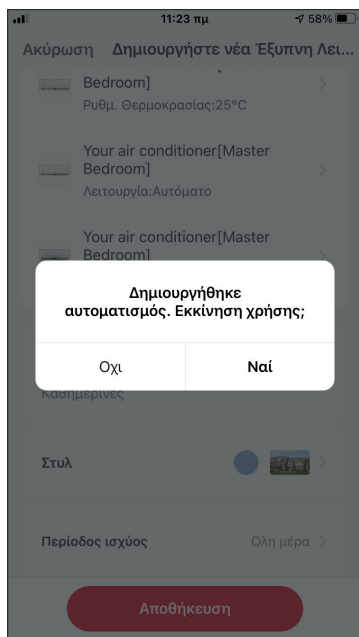 11:23 πμ
58%
Ακύρωση Δημιουργήστε νέα Έξυπνη Λει...
Bedroom]
Ρυθμ. Θερμοκρασίας:25°C
Your air conditioner[Master
Bedroom]
Λειτουργία:Αυτόματο
Your air conditioner[Master
Bedroom]
Δημιουργήθηκε
αυτοματισμός. Εκκίνηση χρήσης;
Οχι
Ναί
Καθημερινές
Στυλ
Περίοδος ισχύος
Ολη μέρα
Αποθήκευση